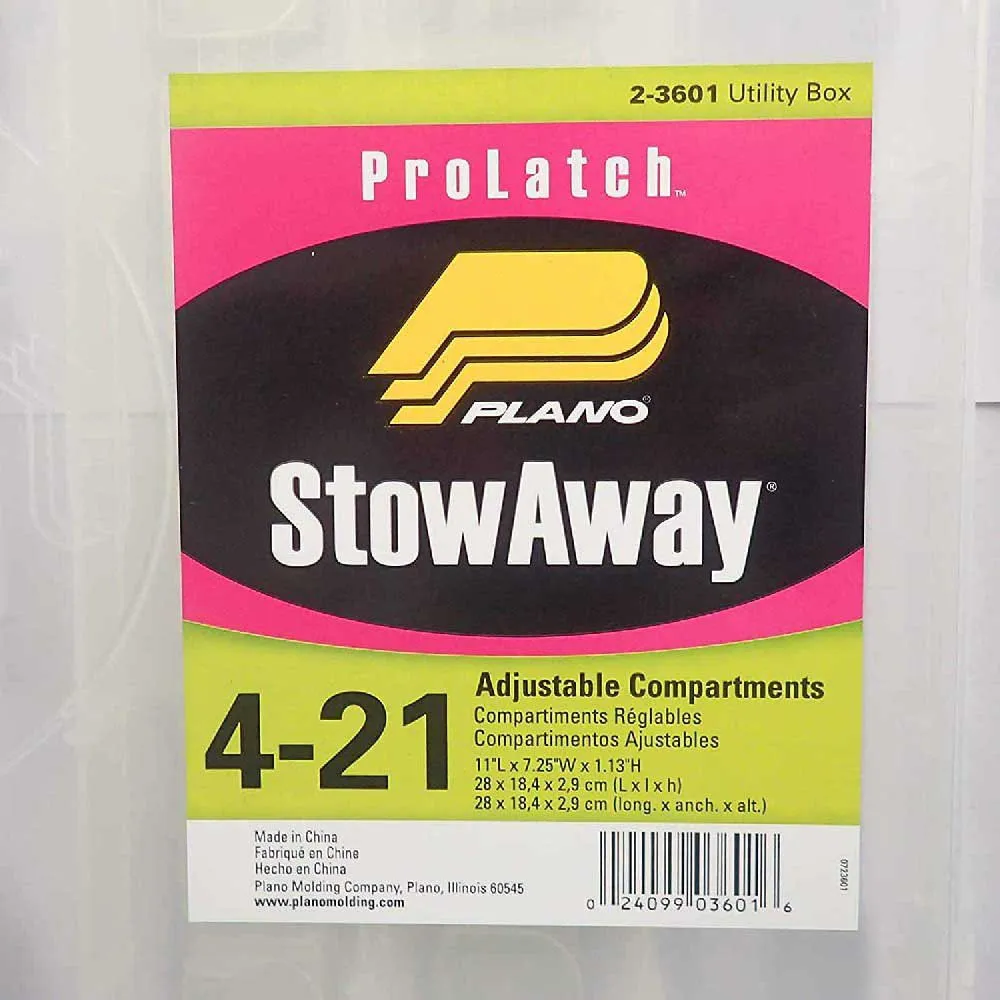 2-3601 Utility Box
ProLatch™
PLANO®
StowAway®
4-21
Adjustable Compartments
Compartiments Réglables
Compartimentos Ajustables
11"L x 7.25"W x 1.13"H
28 x 18,4 x 2,9 cm (L x l x h)
28 x 18,4 x 2,9 cm (long. x anch. x alt.)
Made in China
Fabriqué en Chine
Hecho en China
Plano Molding Company, Plano, Illinois 60545
www.planomolding.com
0 24099 03601 6
0723601